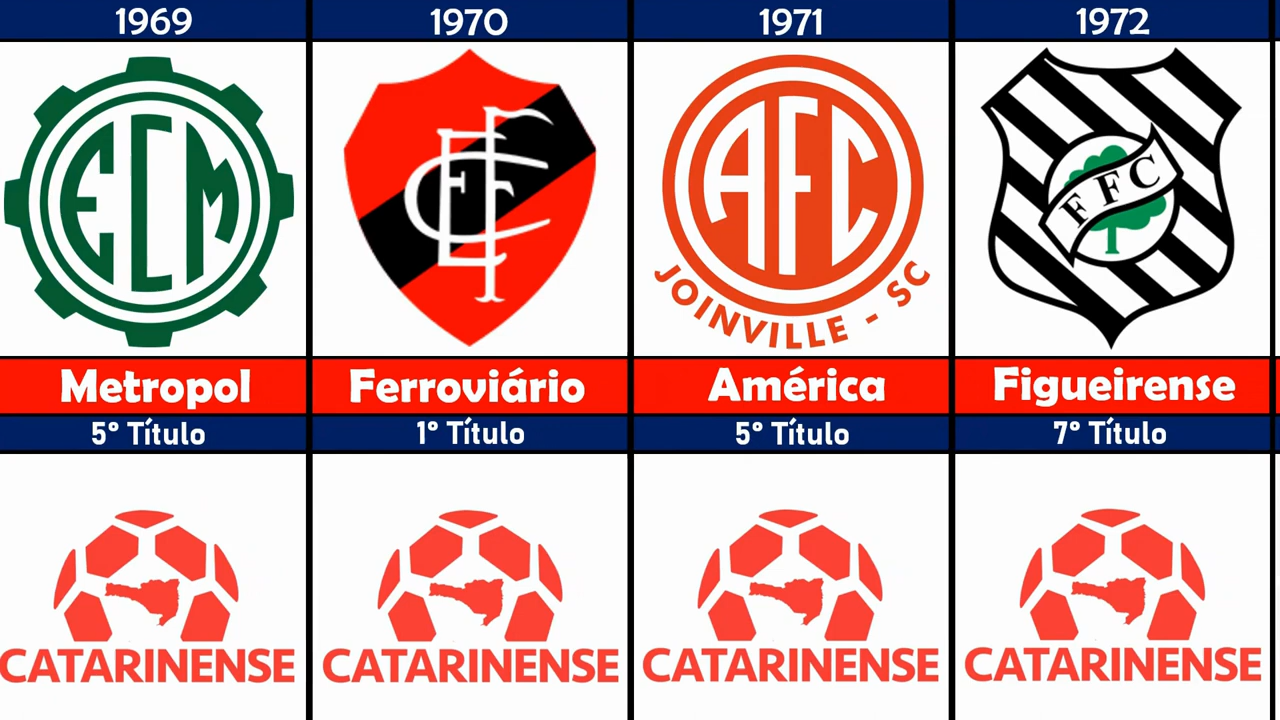 1969
ECM
Metropol
5° Título
CATARINENSE
1970
FEFC
Ferroviário
1° Título
CATARINENSE
1971
AFC
JOINVILLE - SC
América
5° Título
CATARINENSE
1972
FFC
Figueirense
7° Título
CATARINENSE